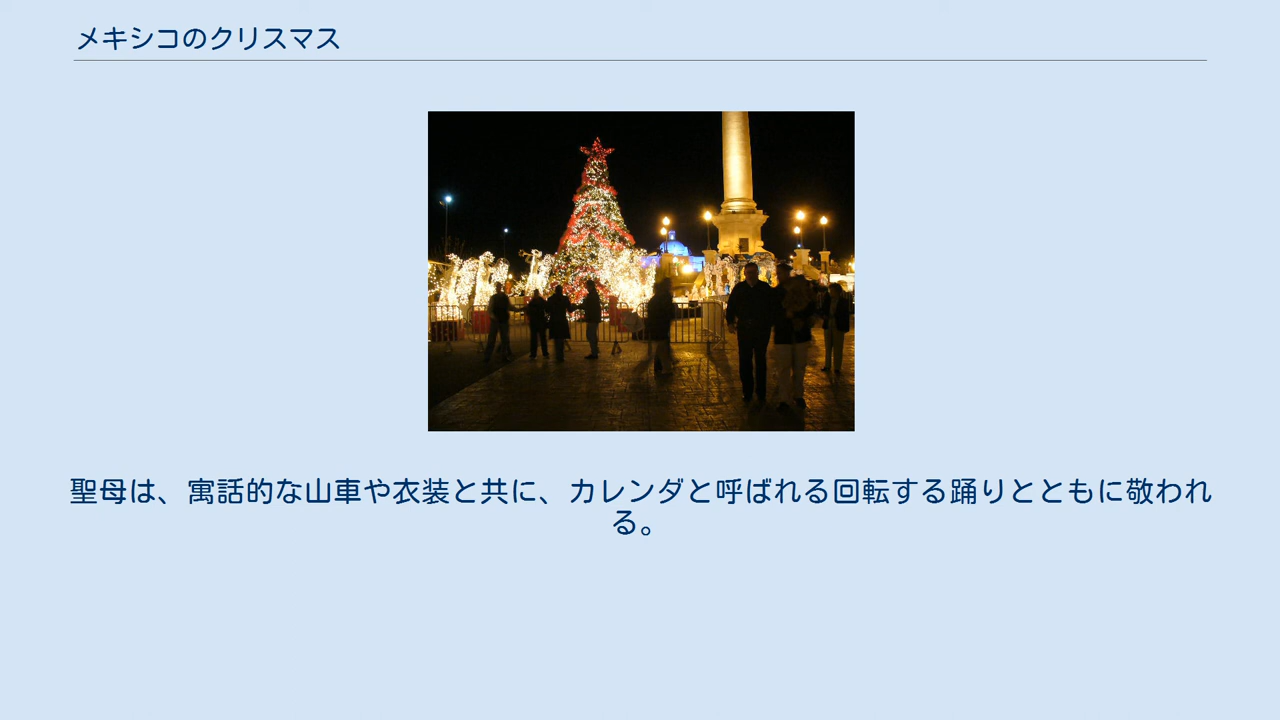 メキシコのクリスマス
聖母は、寓話的な山車や衣装と共に、カレンダと呼ばれる回転する踊りとともに敬われ
る。